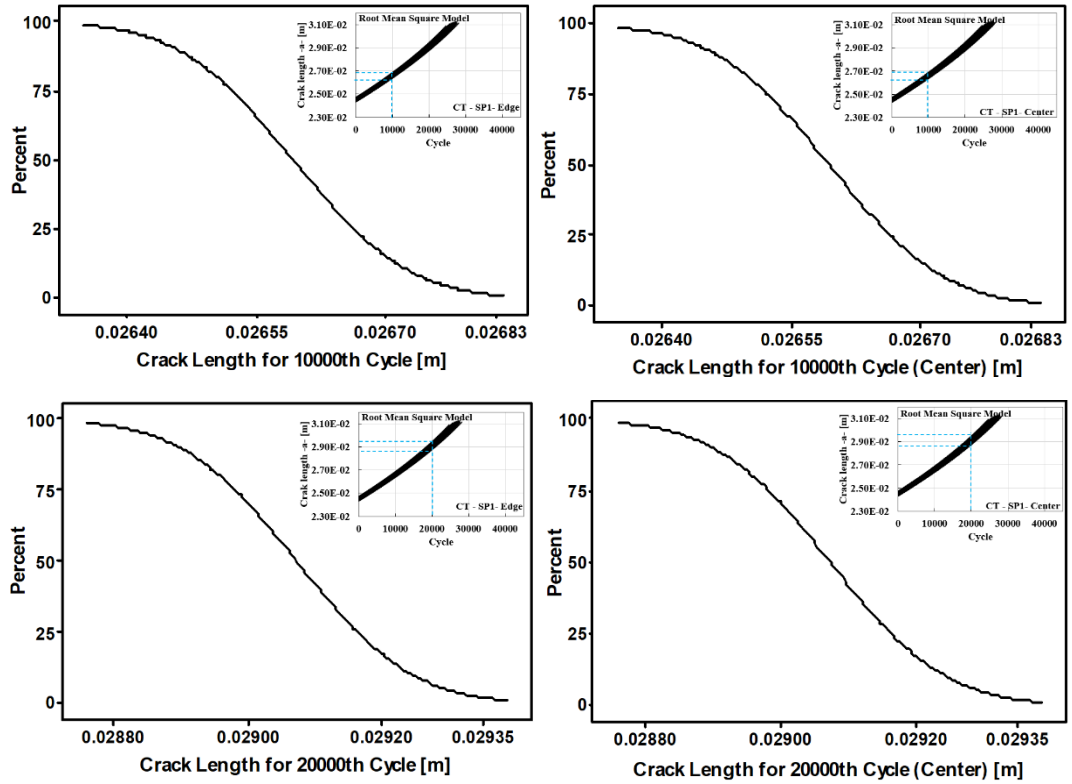 100
75
50
25
0
Percent
0.02640 0.02655 0.02670 0.02683
Crack Length for 10000th Cycle [m]
3.10E-02
2.90E-02
2.70E-02
2.50E-02
2.30E-02
Crak length -a- [m]
Root Mean Square Model
CT - SP1- Edge
0 10000 20000 30000 40000
Cycle
100
75
50
25
0
Percent
0.02640 0.02655 0.02670 0.02683
Crack Length for 10000th Cycle (Center) [m]
3.10E-02
2.90E-02
2.70E-02
2.50E-02
2.30E-02
Crack length -a- [m]
Root Mean Square Model
CT - SP1- Center
0 10000 20000 30000 40000
Cycle
100
75
50
25
0
Percent
0.02880 0.02900 0.02920 0.02935
Crack Length for 20000th Cycle [m]
3.10E-02
2.90E-02
2.70E-02
2.50E-02
2.30E-02
Crak length -a- [m]
Root Mean Square Model
CT - SP1- Edge
0 10000 20000 30000 40000
Cycle
100
75
50
25
0
Percent
0.02880 0.02900 0.02920 0.02935
Crack Length for 20000th Cycle (Center) [m]
3.10E-02
2.90E-02
2.70E-02
2.50E-02
2.30E-02
Crack length -a- [m]
Root Mean Square Model
CT - SP1- Center
0 10000 20000 30000 40000
Cycle